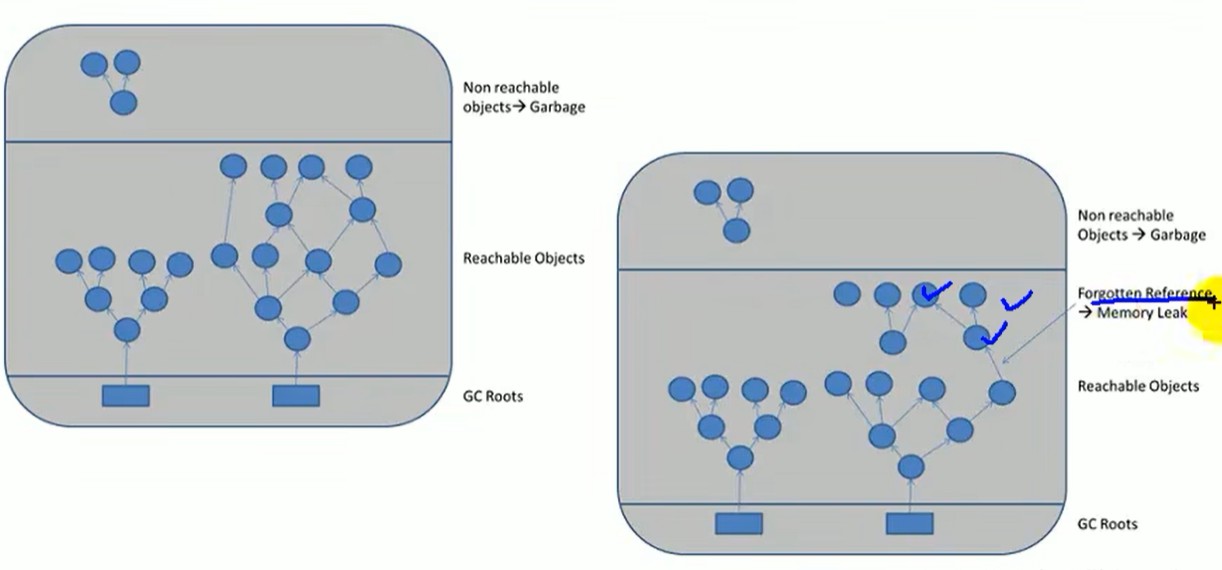 Non reachable
objects→ Garbage
Reachable Objects
GC Roots
Non reachable
Objects → Garbage
Forgotten Reference
→ Memory Leak
Reachable Objects
GC Roots